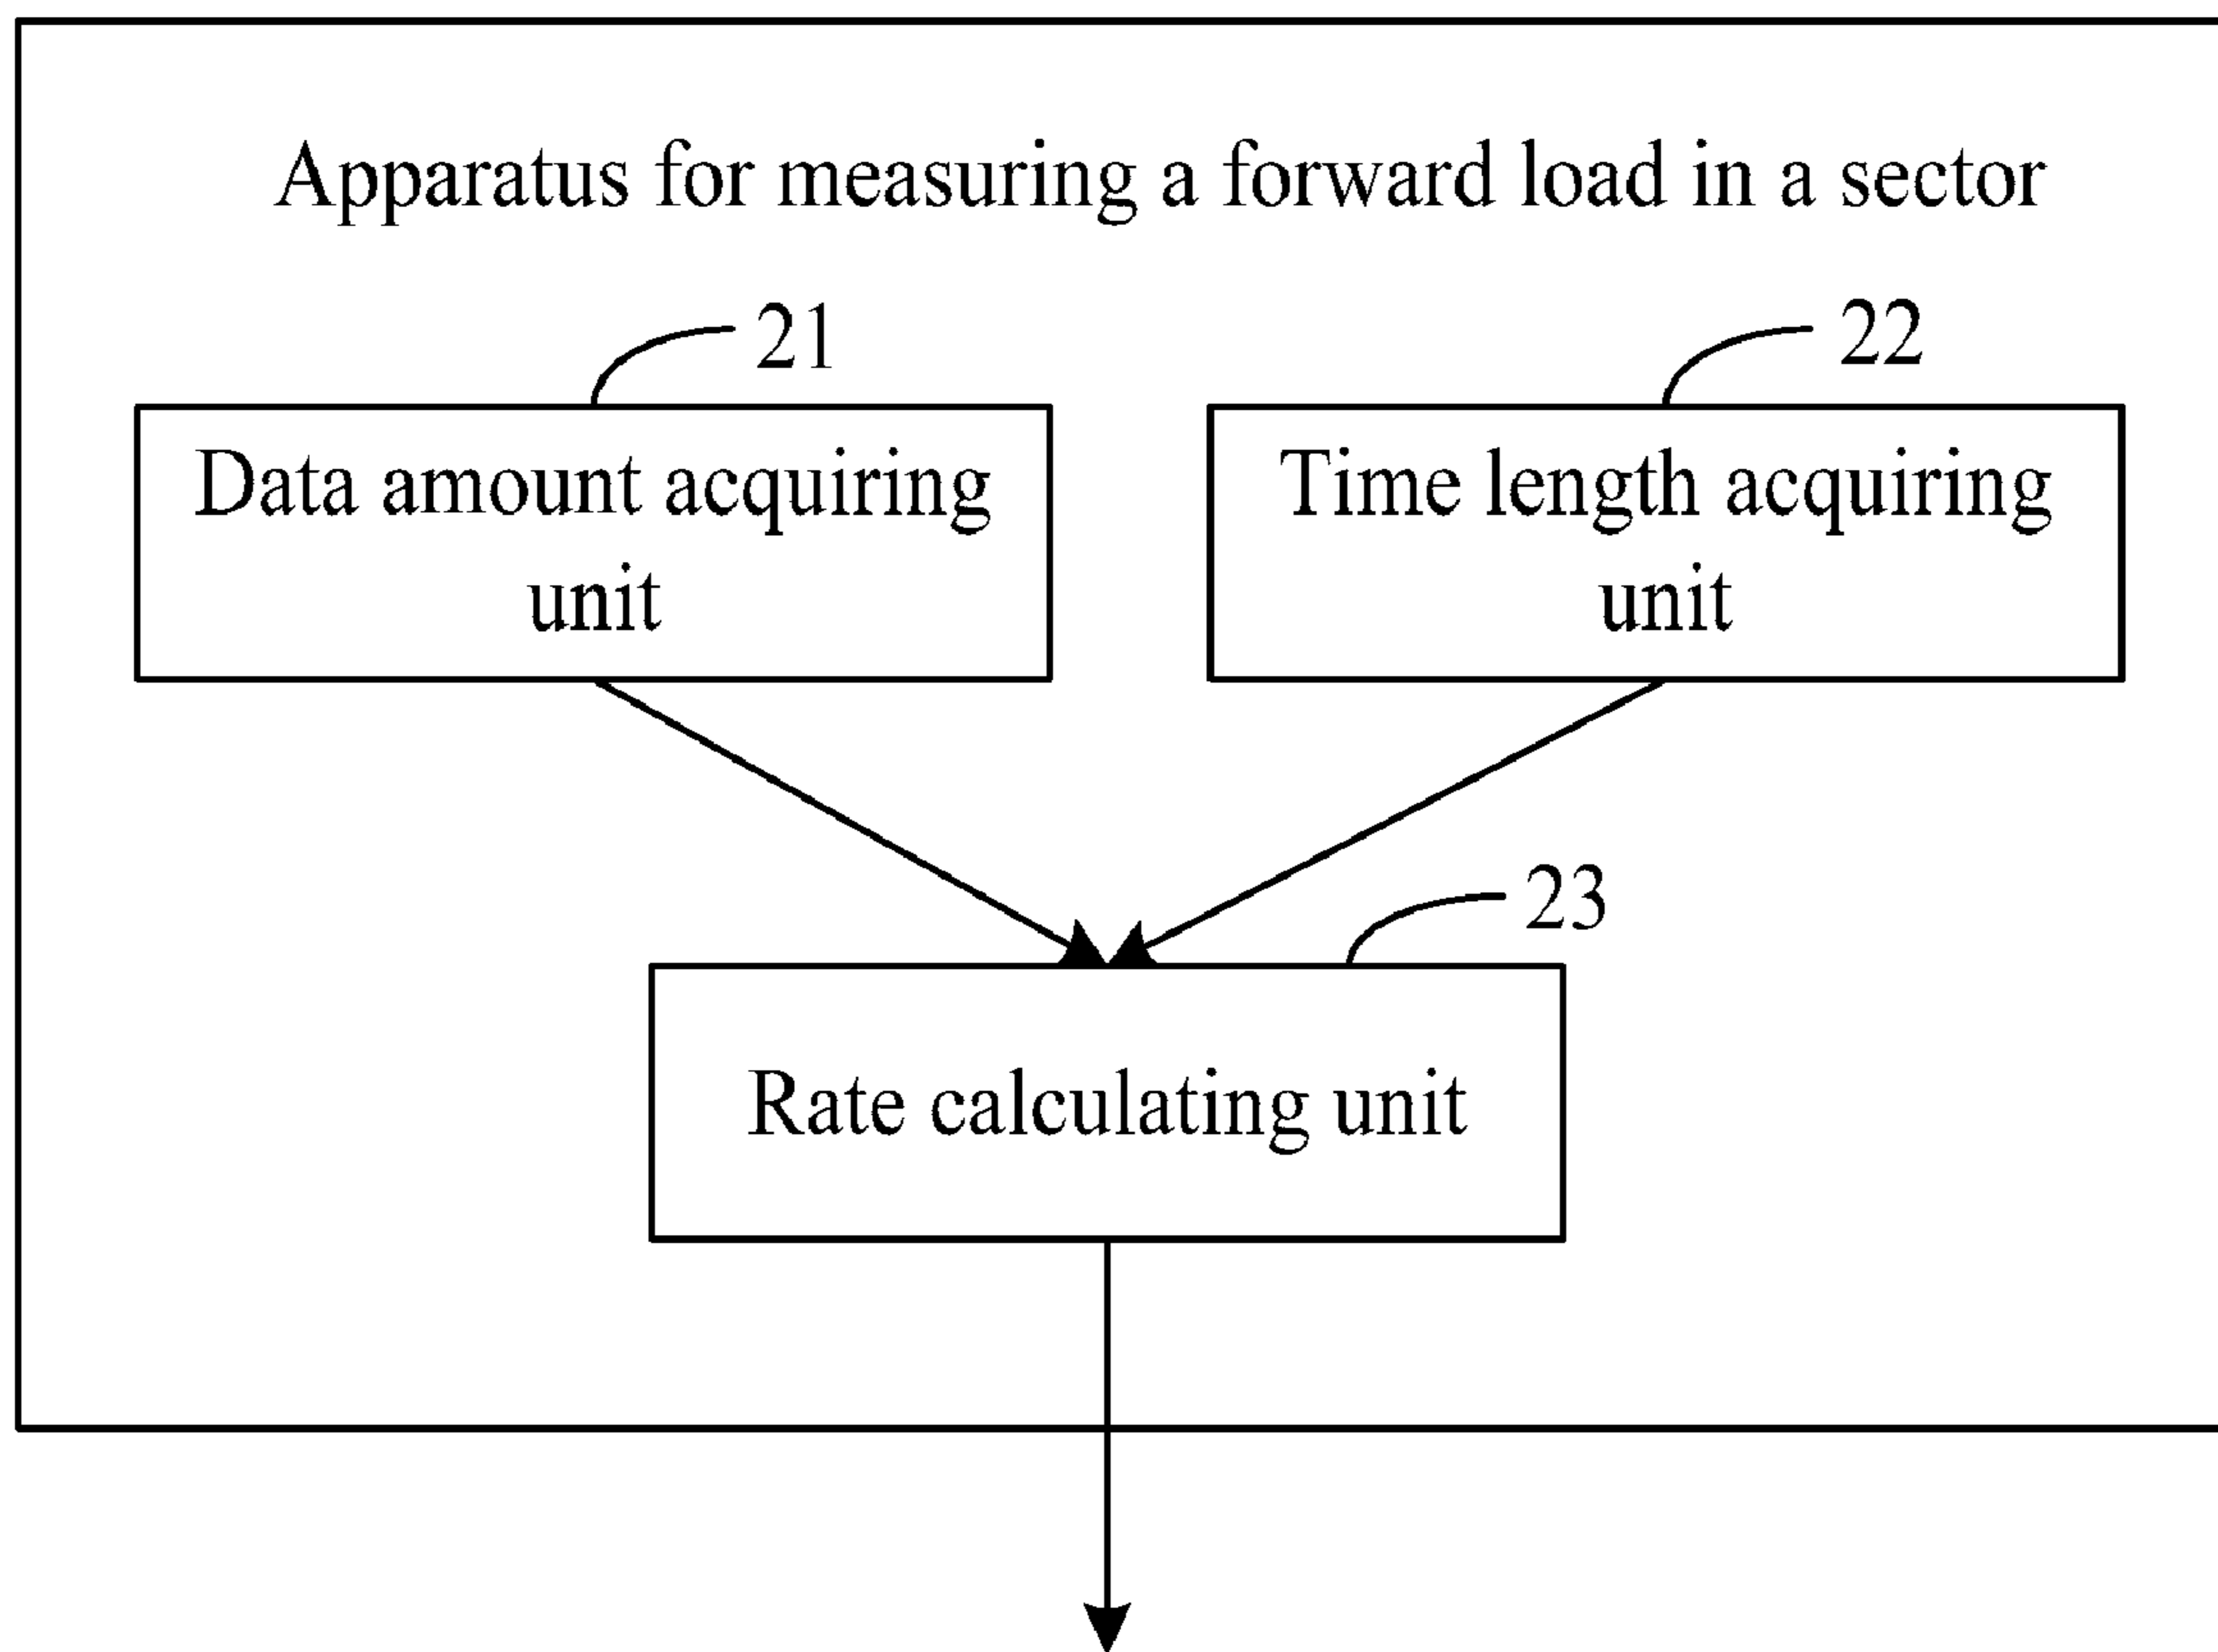 Apparatus for measuring a forward load in a sector
21
22
Data amount acquiring
unit
Time length acquiring
unit
23
Rate calculating unit